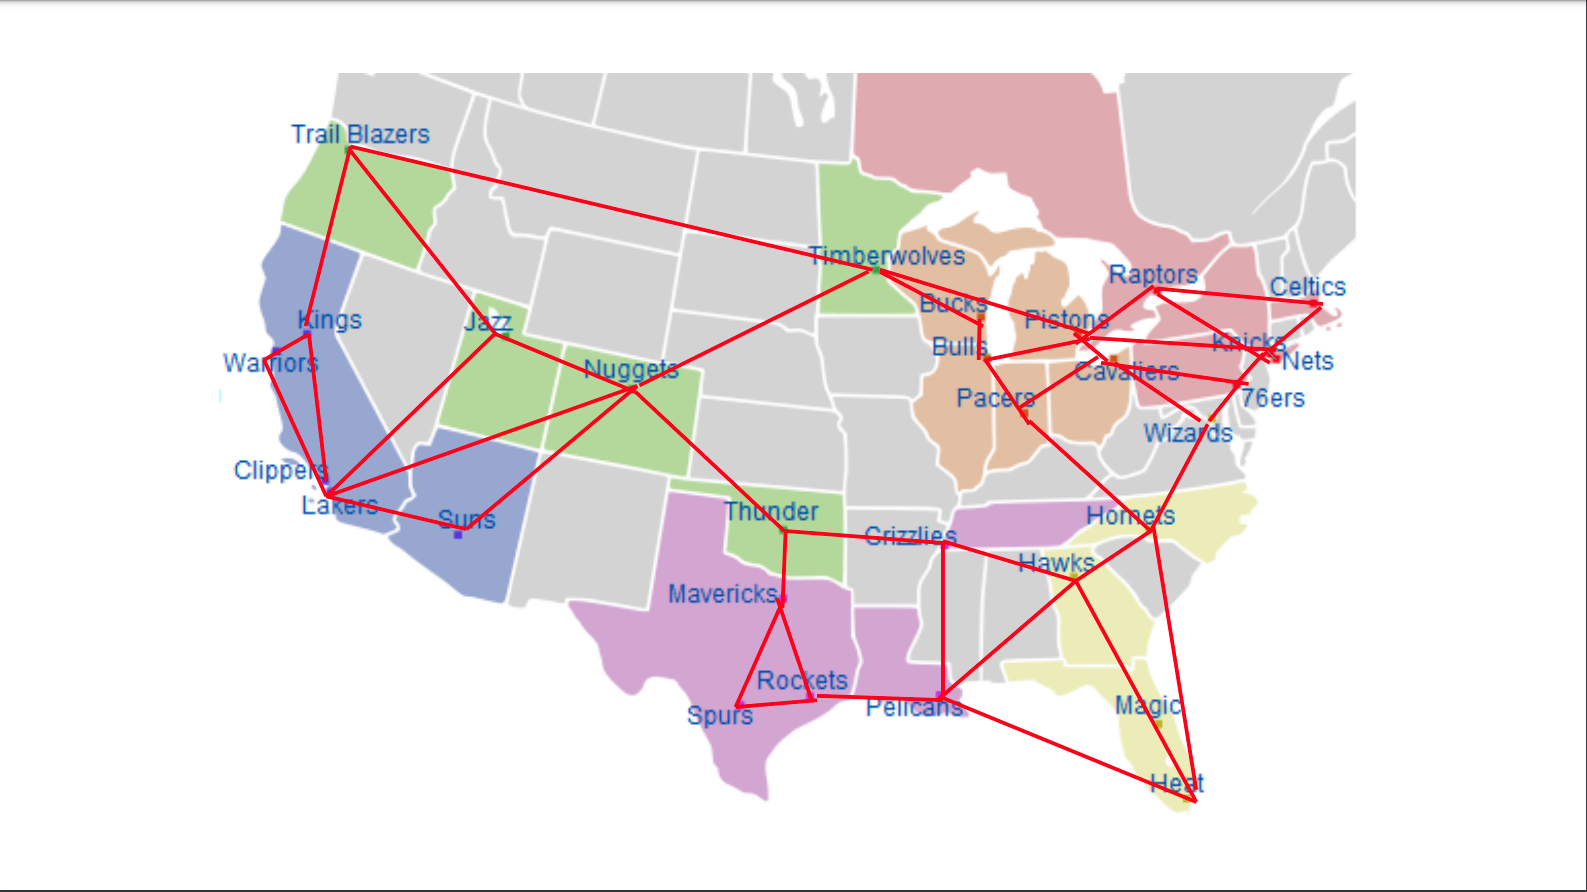 Trail Blazers
Timberwolves
Raptors
Celtics
Bucks
Kings
Jazz
Pistons
Knicks
Bulls
Warriors
Nets
Nuggets
Cavaliers
Pacers
76ers
Wizards
Clippers
Lakers
Suns
Thunder
Hornets
Grizzlies
Hawks
Mavericks
Rockets
Magic
Pelicans
Spurs
Heat